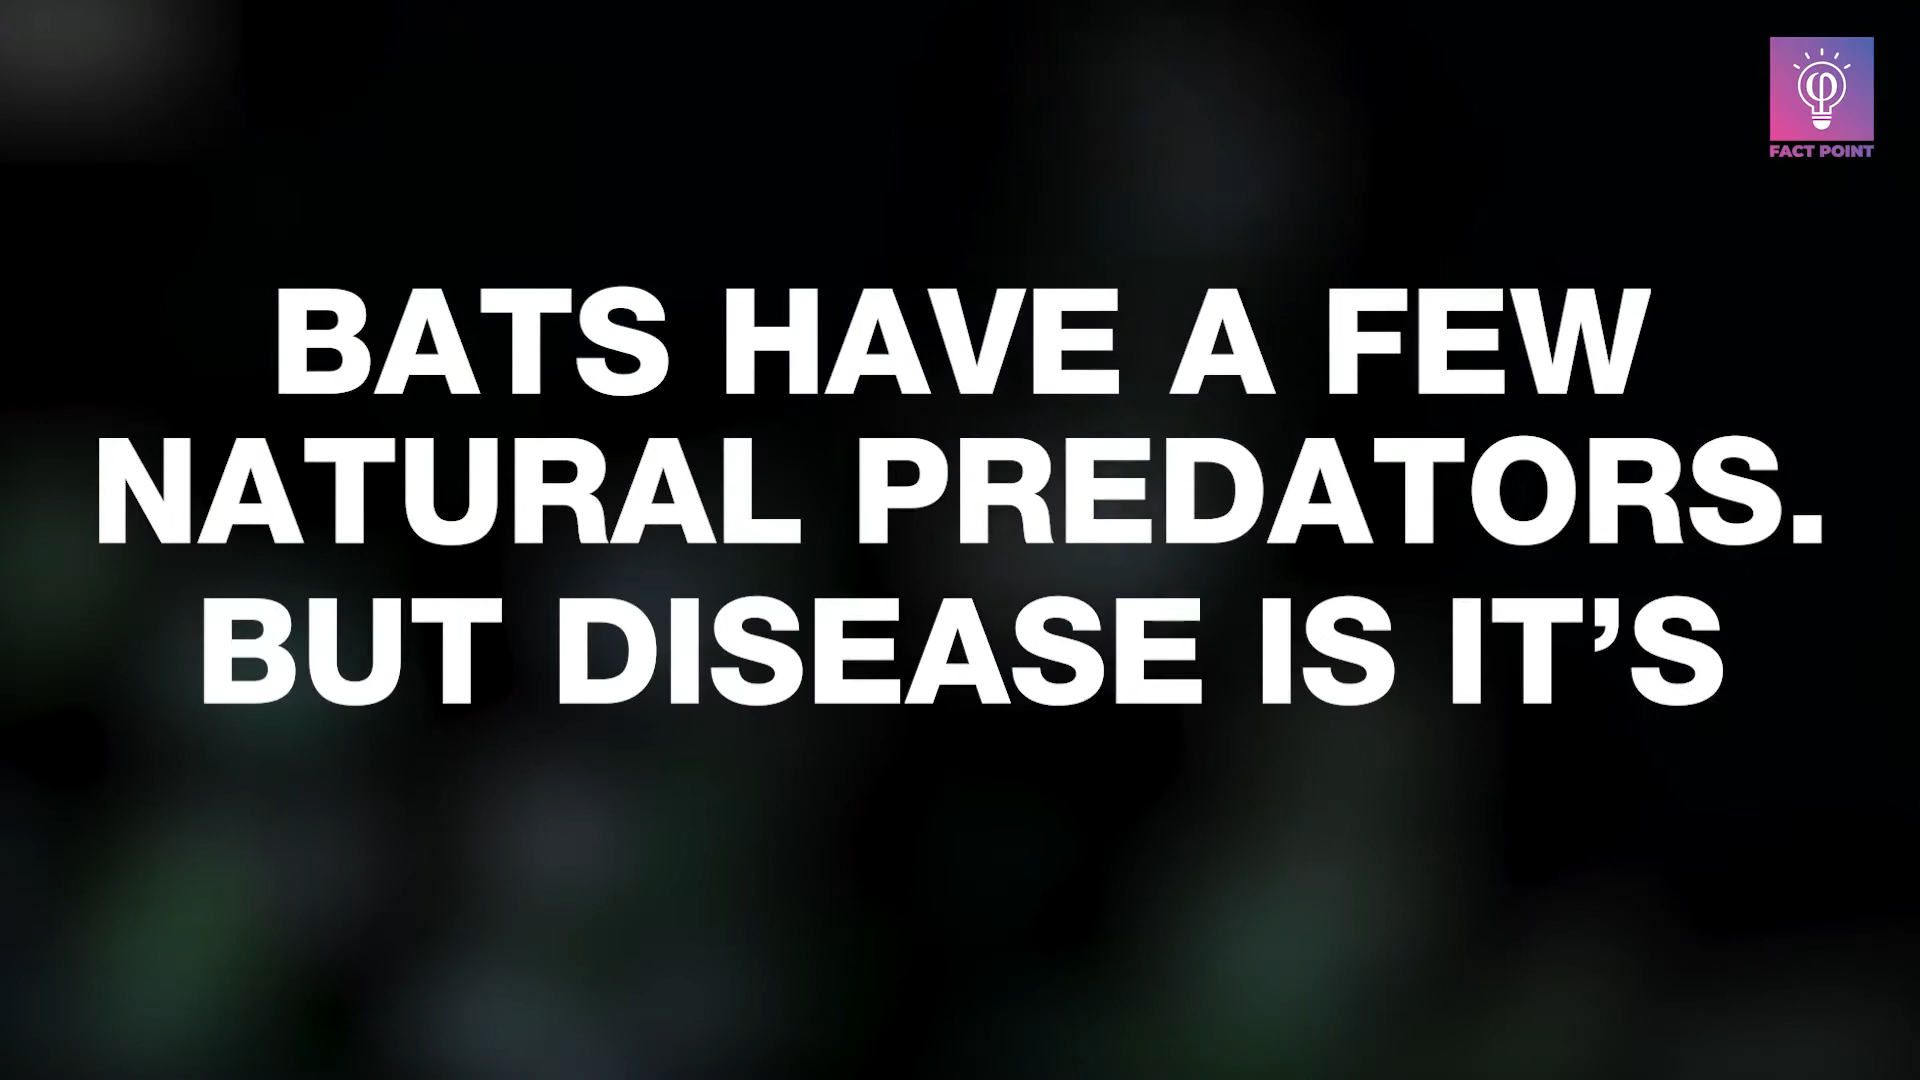 FACT POINT
BATS HAVE A FEW
NATURAL PREDATORS.
BUT DISEASE IS IT’S